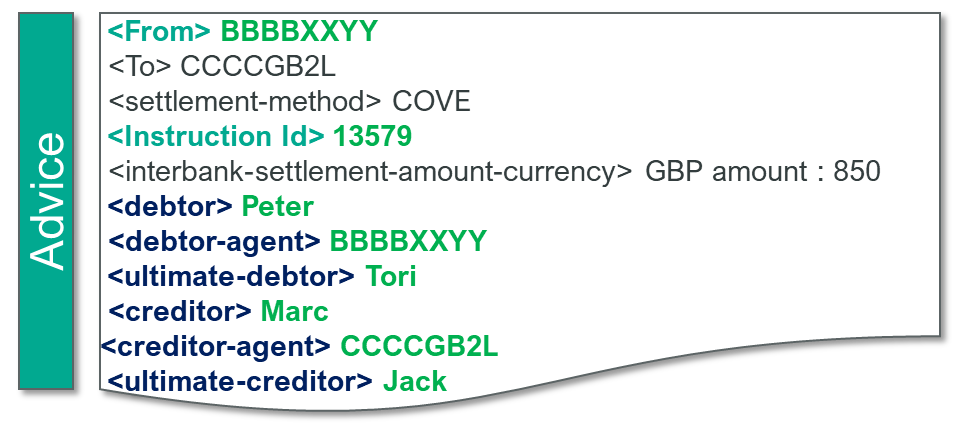 Advice
<From> BBBBXXYY
<To> CCCCGB2L
<settlement-method> COVE
<Instruction Id> 13579
<interbank-settlement-amount-currency> GBP amount : 850
<debtor> Peter
<debtor-agent> BBBBXXYY
<ultimate-debtor> Tori
<creditor> Marc
<creditor-agent> CCCCGB2L
<ultimate-creditor> Jack